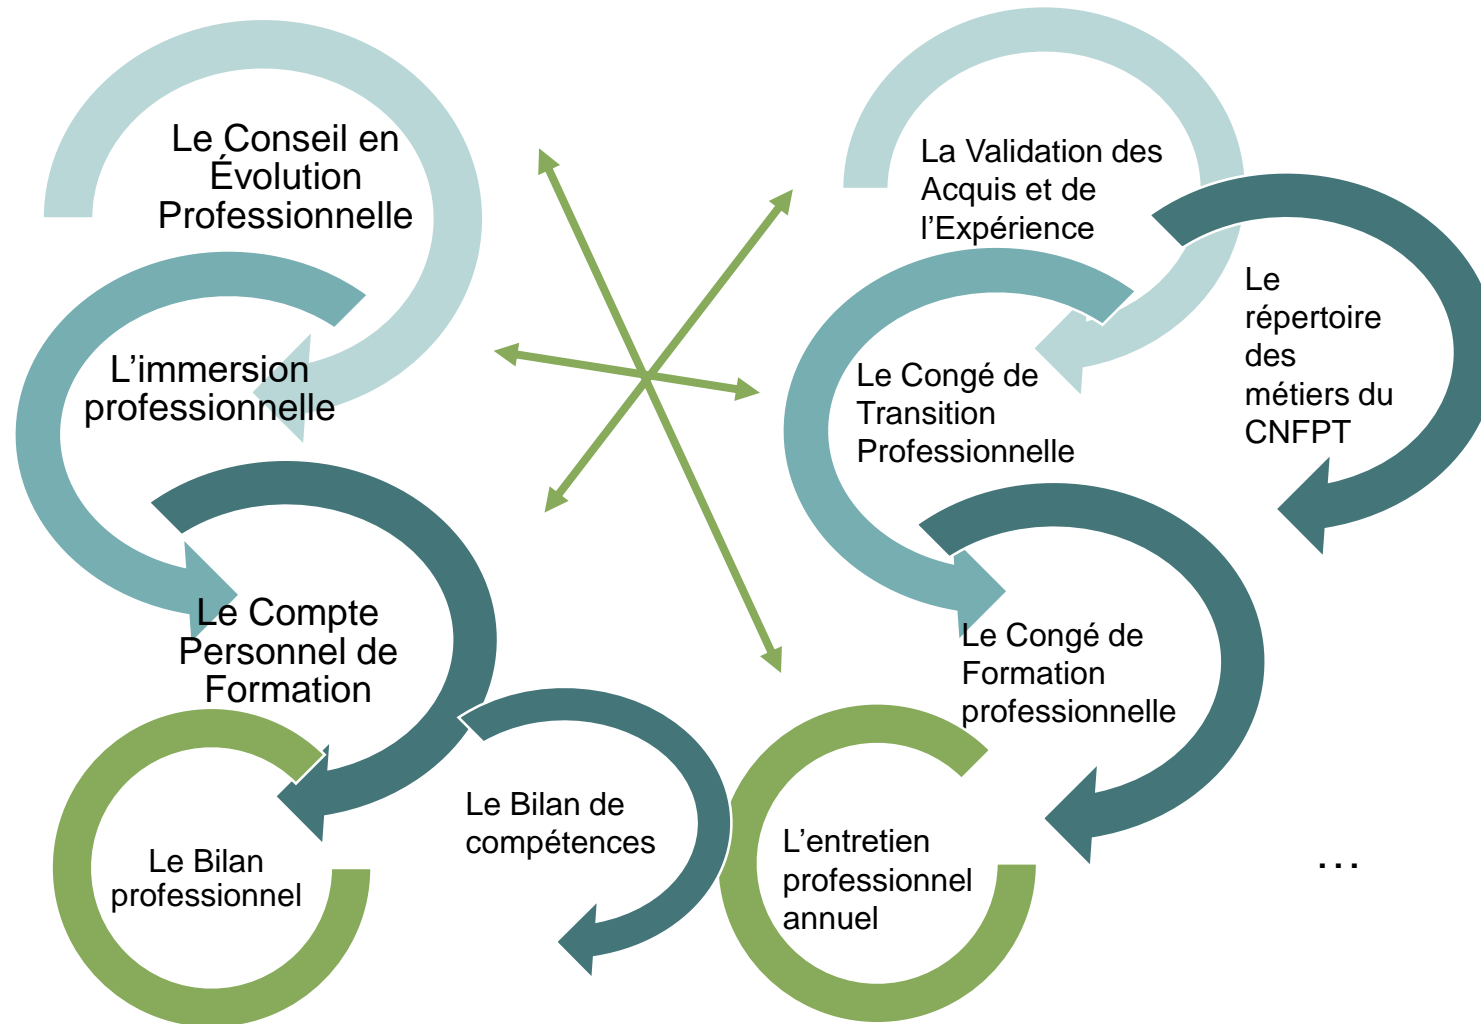 Le Conseil en
Évolution
Professionnelle
L’immersion
professionnelle
Le Compte
Personnel de
Formation
Le Bilan
professionnel
Le Bilan de
compétences
La Validation des
Acquis et de
l’Expérience
Le
répertoire
des
métiers du
CNFPT
Le Congé de
Transition
Professionnelle
Le Congé de
Formation
professionnelle
L’entretien
professionnel
annuel
…